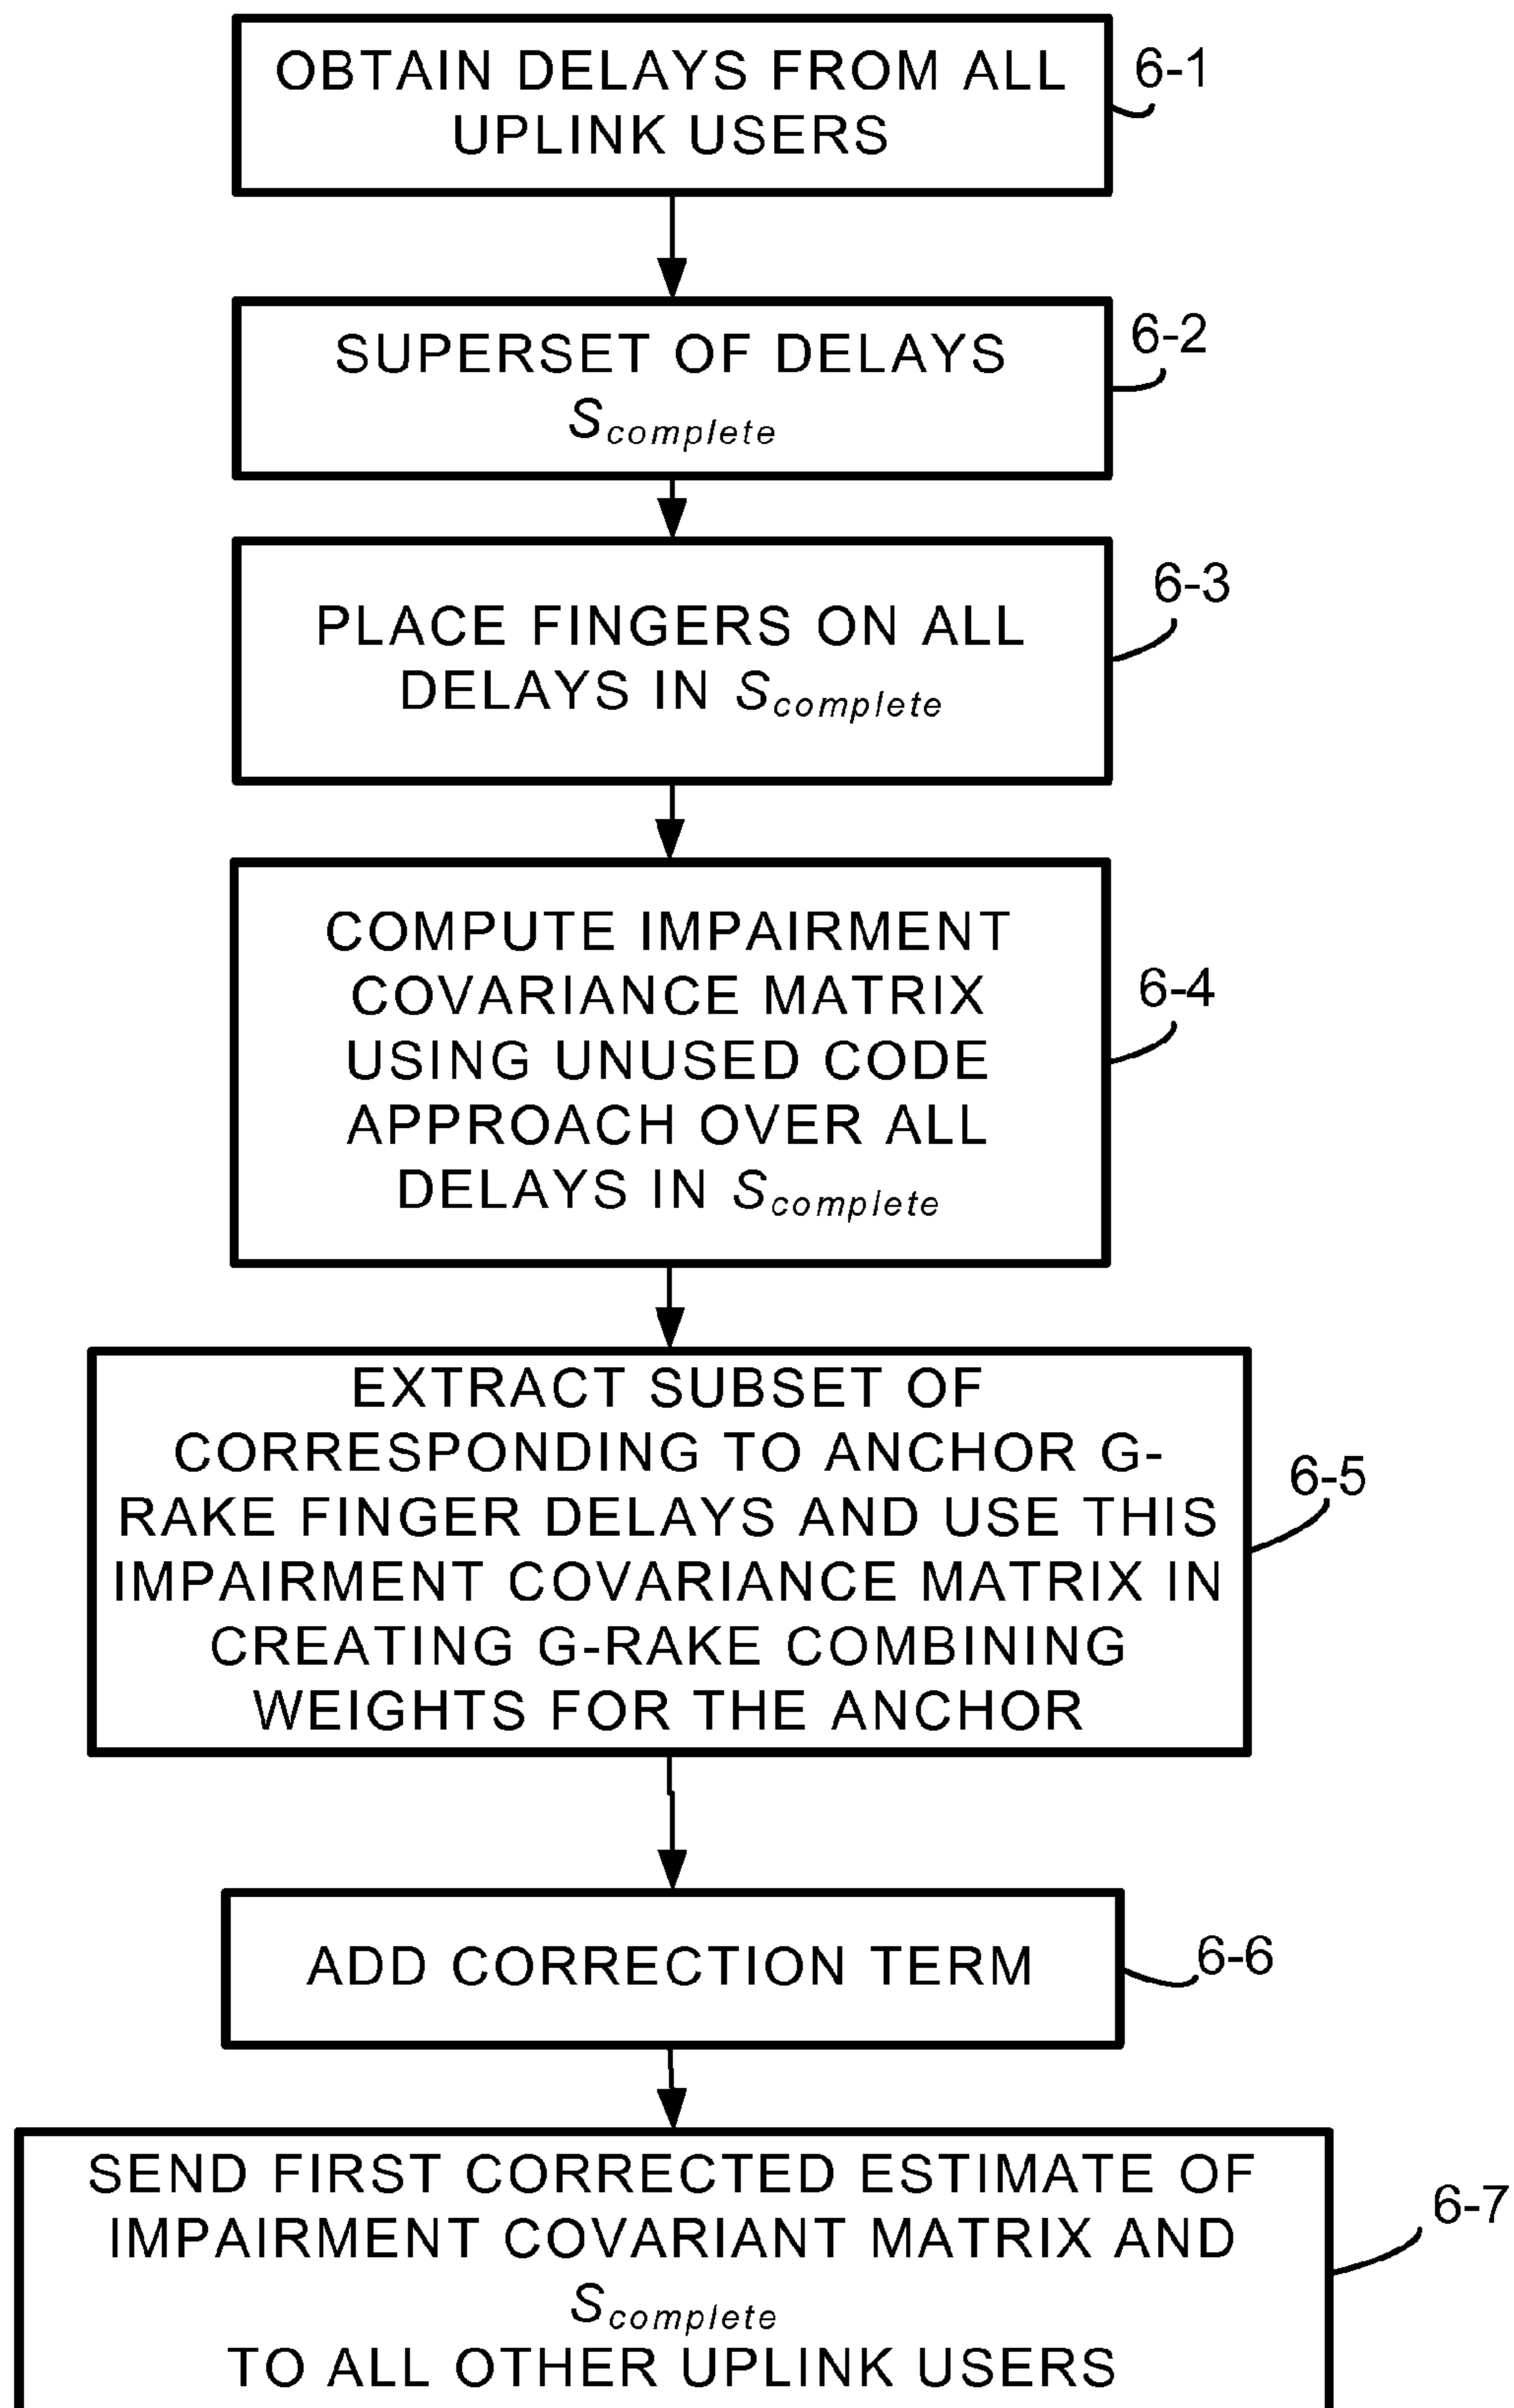 OBTAIN DELAYS FROM ALL
UPLINK USERS
6-1
SUPERSET OF DELAYS
Scomplete
6-2
PLACE FINGERS ON ALL
DELAYS IN Scomplete
6-3
COMPUTE IMPAIRMENT
COVARIANCE MATRIX
USING UNUSED CODE
APPROACH OVER ALL
DELAYS IN Scomplete
6-4
EXTRACT SUBSET OF
CORRESPONDING TO ANCHOR G-
RAKE FINGER DELAYS AND USE THIS
IMPAIRMENT COVARIANCE MATRIX IN
CREATING G-RAKE COMBINING
WEIGHTS FOR THE ANCHOR
6-5
ADD CORRECTION TERM
6-6
SEND FIRST CORRECTED ESTIMATE OF
IMPAIRMENT COVARIANT MATRIX AND
Scomplete
TO ALL OTHER UPLINK USERS
6-7